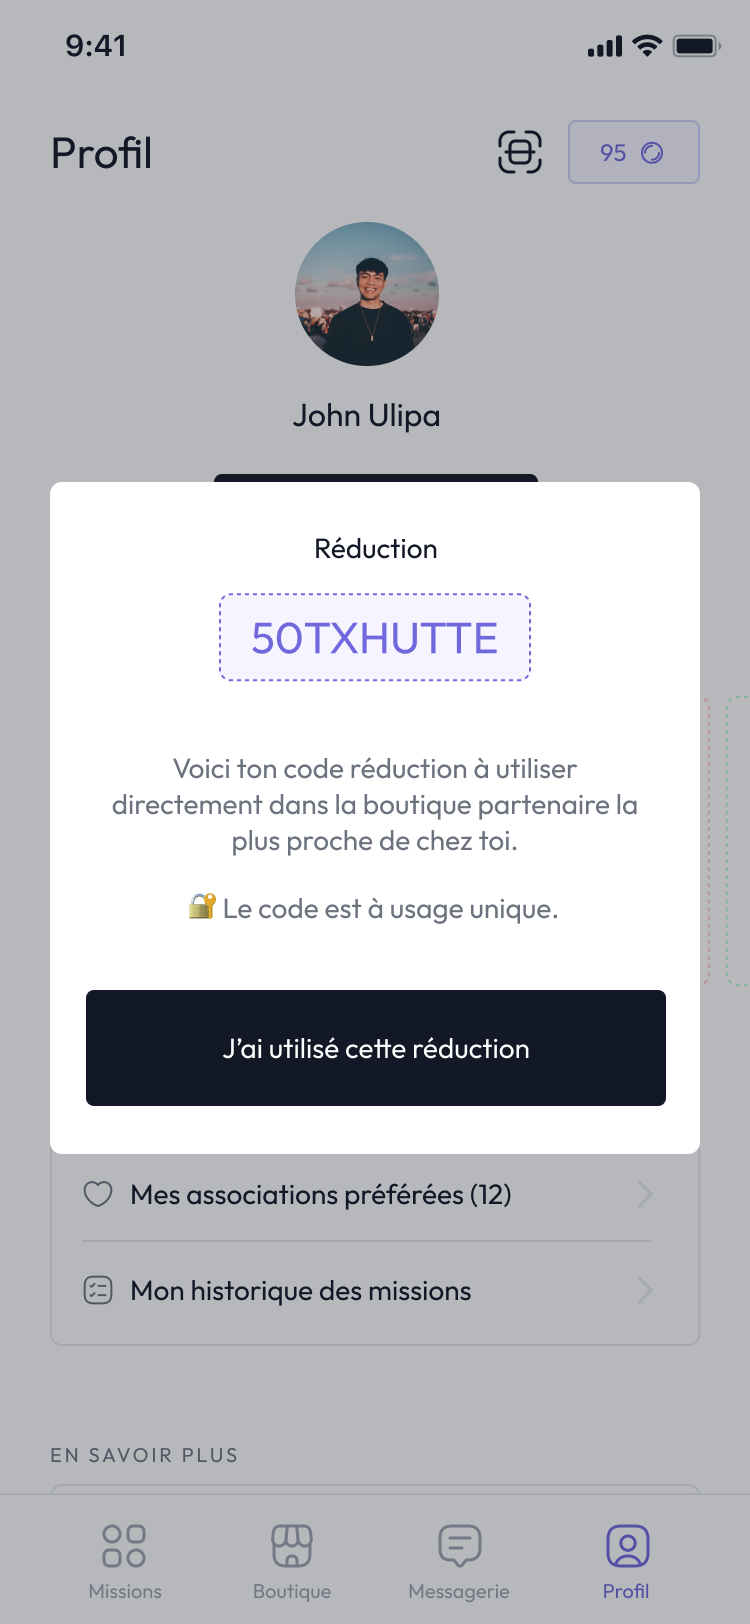 9:41
Profil
95
John Ulipa
Réduction
50TXHUTTE
Voici ton code réduction à utiliser
directement dans la boutique partenaire la
plus proche de chez toi.
🔐 Le code est à usage unique.
J’ai utilisé cette réduction
Mes associations préférées (12)
Mon historique des missions
EN SAVOIR PLUS
Missions
Boutique
Messagerie
Profil